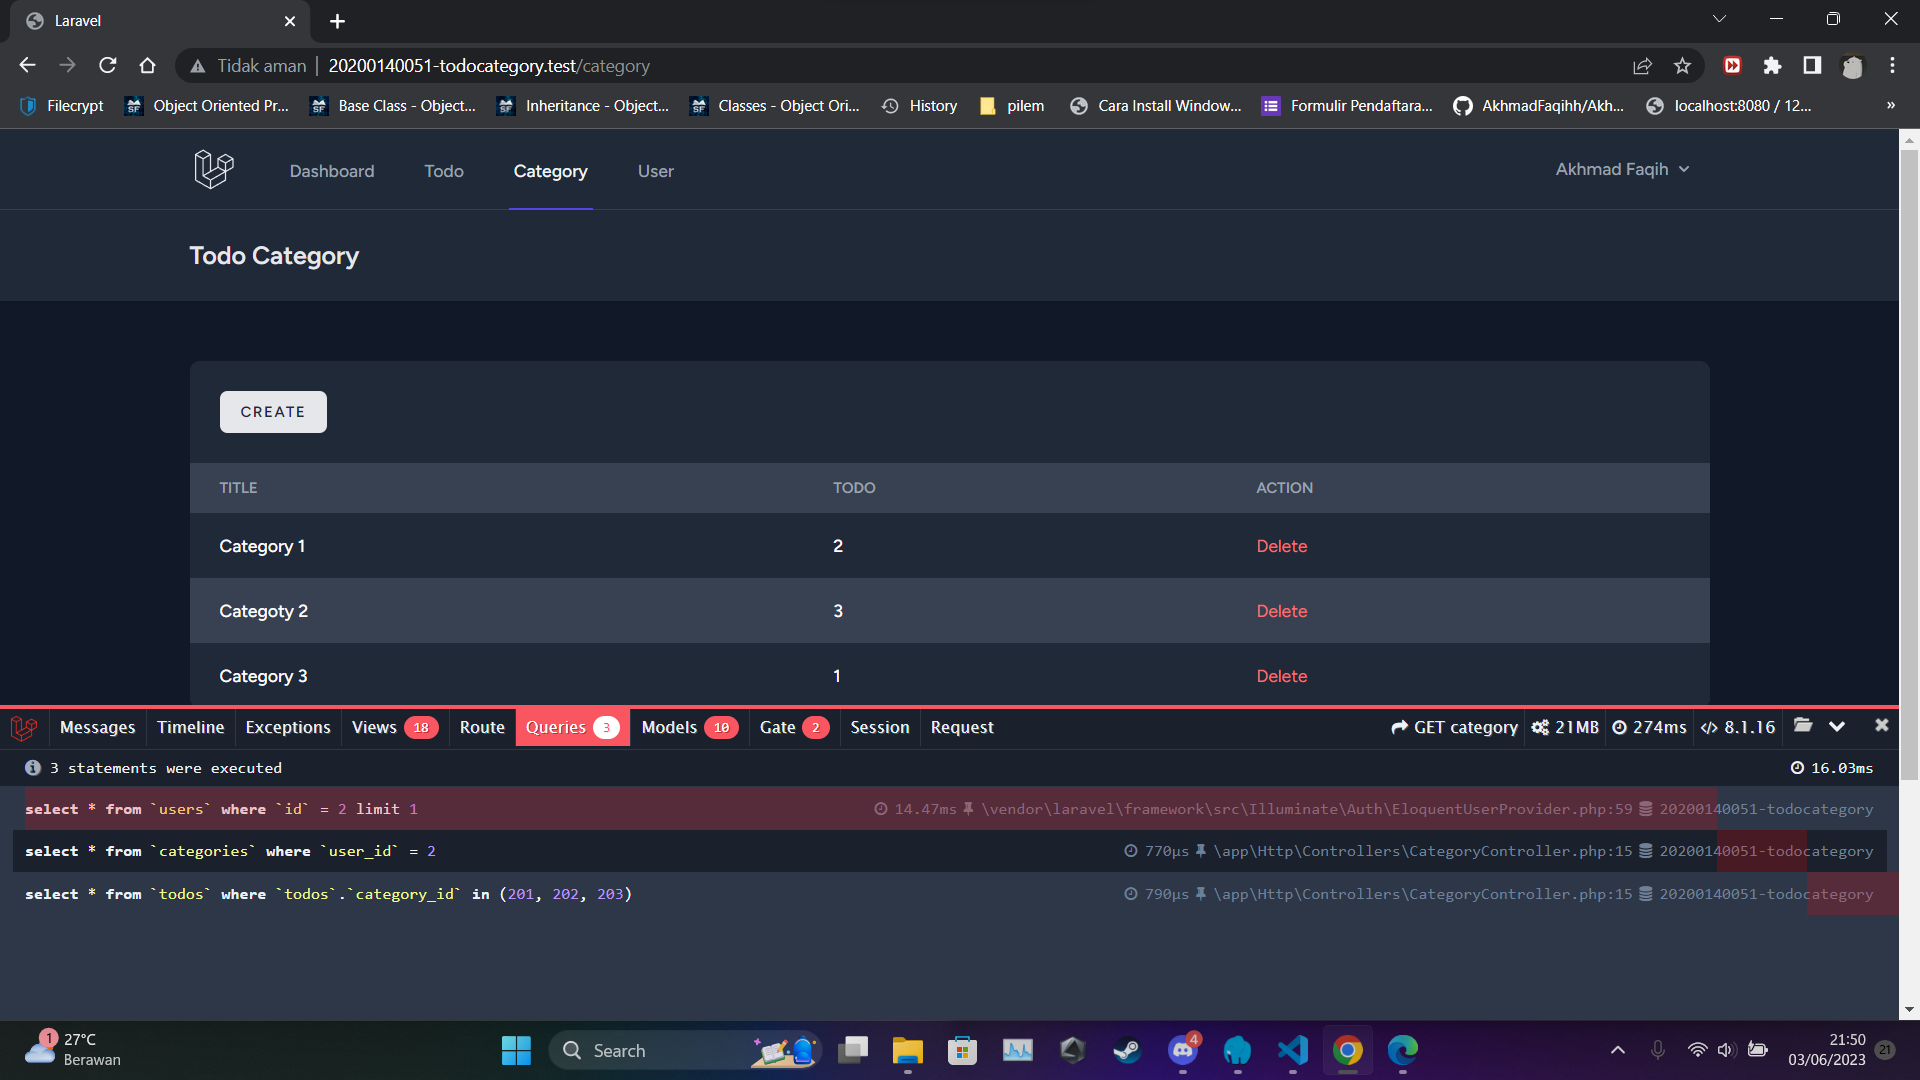 Laravel
Tidak aman | 20200140051-todocategory.test/category
Filecrypt Object Oriented Pr... Base Class - Object... Inheritance - Object... Classes - Object Ori... History pilem Cara Install Window... Formulir Pendaftara... AkhmadFaqihh/Akh... localhost:8080 / 12... »
Dashboard Todo Category User Akhmad Faqih
Todo Category
CREATE
TITLE TODO ACTION
Category 1 2 Delete
Categoty 2 3 Delete
Category 3 1 Delete
Messages Timeline Exceptions Views 18 Route Queries 3 Models 10 Gate 2 Session Request GET category 21MB 274ms 8.1.16
3 statements were executed 16.03ms
select * from `users` where `id` = 2 limit 1 14.47ms \vendor\laravel\framework\src\Illuminate\Auth\EloquentUserProvider.php:59 20200140051-todocategory
select * from `categories` where `user_id` = 2 770μs \app\Http\Controllers\CategoryController.php:15 20200140051-todocategory
select * from `todos` where `todos`.`category_id` in (201, 202, 203) 790μs \app\Http\Controllers\CategoryController.php:15 20200140051-todocategory
1 27°C
Berawan
Search
4
21:50
03/06/2023
21